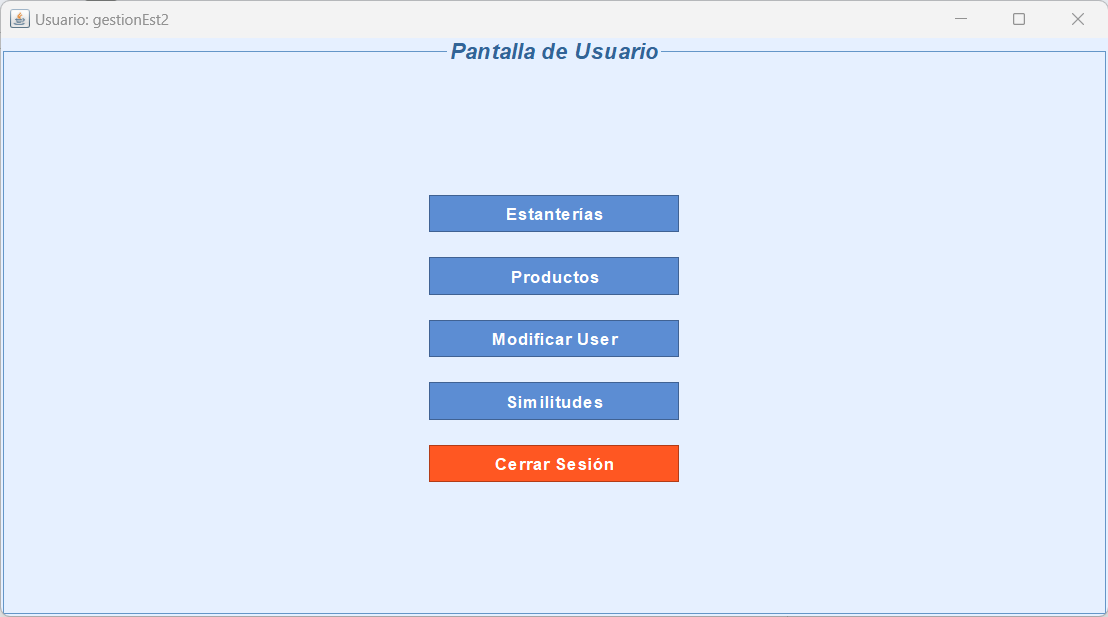 Usuario: gestionEst2
Pantalla de Usuario
Estanterías
Productos
Modificar User
Similitudes
Cerrar Sesión